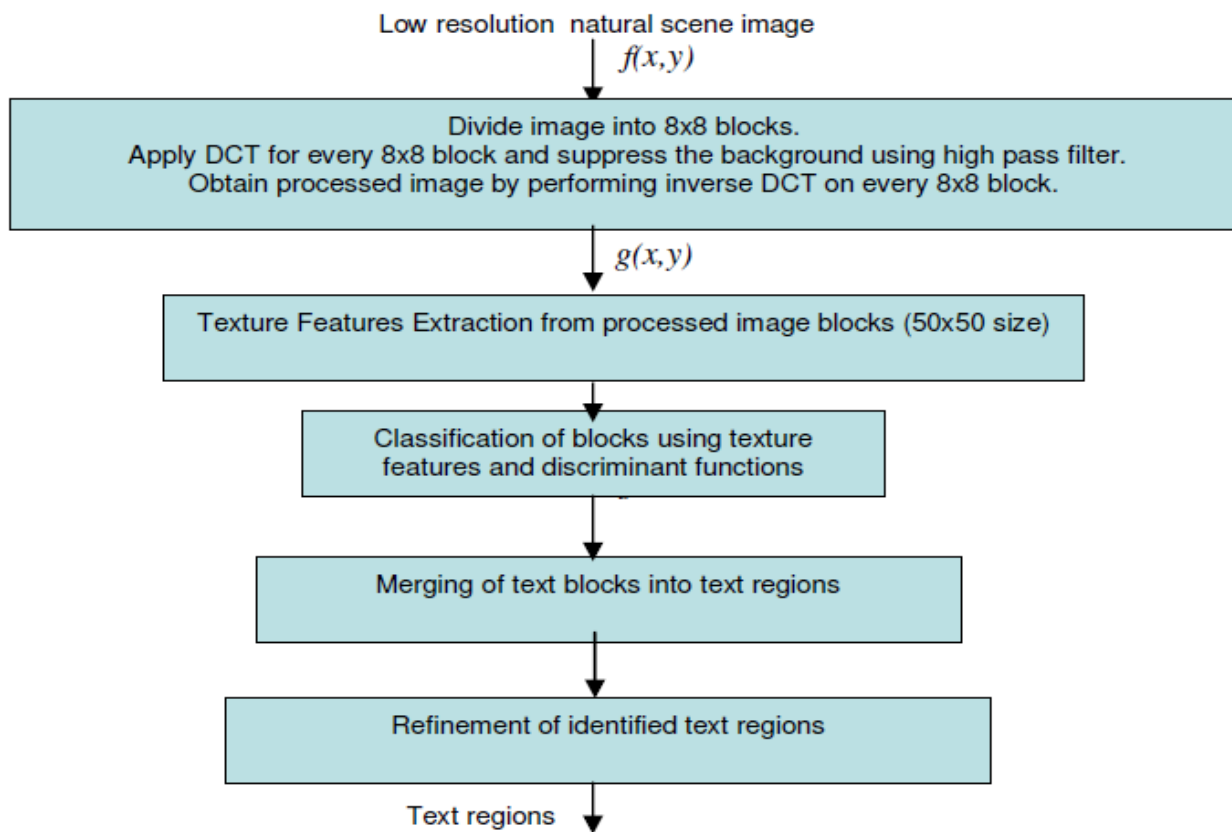 Low resolution natural scene image
f(x,y)
Divide image into 8x8 blocks.
Apply DCT for every 8x8 block and suppress the background using high pass filter.
Obtain processed image by performing inverse DCT on every 8x8 block.
g(x,y)
Texture Features Extraction from processed image blocks (50x50 size)
Classification of blocks using texture
features and discriminant functions
Merging of text blocks into text regions
Refinement of identified text regions
Text regions